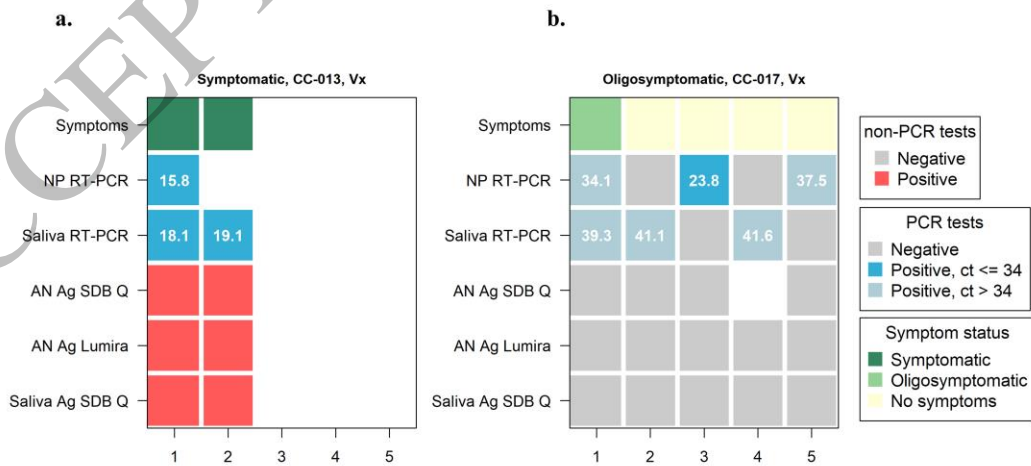 CCEPT
a.
b.
Symptomatic, CC-013, Vx
Oligosymptomatic, CC-017, Vx
Symptoms
NP RT-PCR
15.8
Saliva RT-PCR
18.1 19.1
AN Ag SDB Q
AN Ag Lumira
Saliva Ag SDB Q
1 2 3 4 5
Symptoms
NP RT-PCR
34.1 23.8 37.5
Saliva RT-PCR
39.3 41.1 41.6
AN Ag SDB Q
AN Ag Lumira
Saliva Ag SDB Q
1 2 3 4 5
non-PCR tests
Negative
Positive
PCR tests
Negative
Positive, ct <= 34
Positive, ct > 34
Symptom status
Symptomatic
Oligosymptomatic
No symptoms